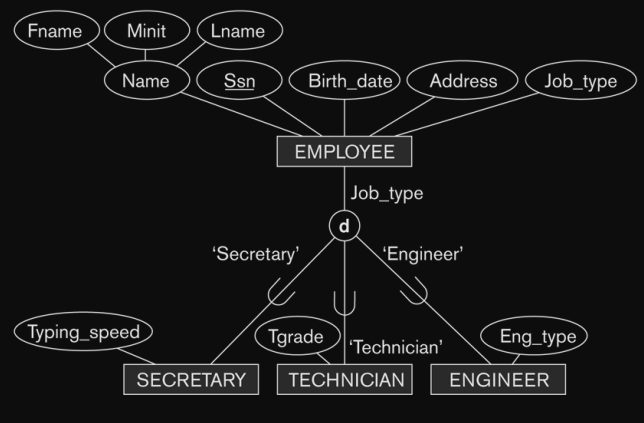 Fname Minit Lname
Name Ssn Birth_date Address Job_type
EMPLOYEE
Job_type
d
‘Secretary’ ‘Engineer’
Typing_speed Tgrade ‘Technician’ Eng_type
SECRETARY TECHNICIAN ENGINEER